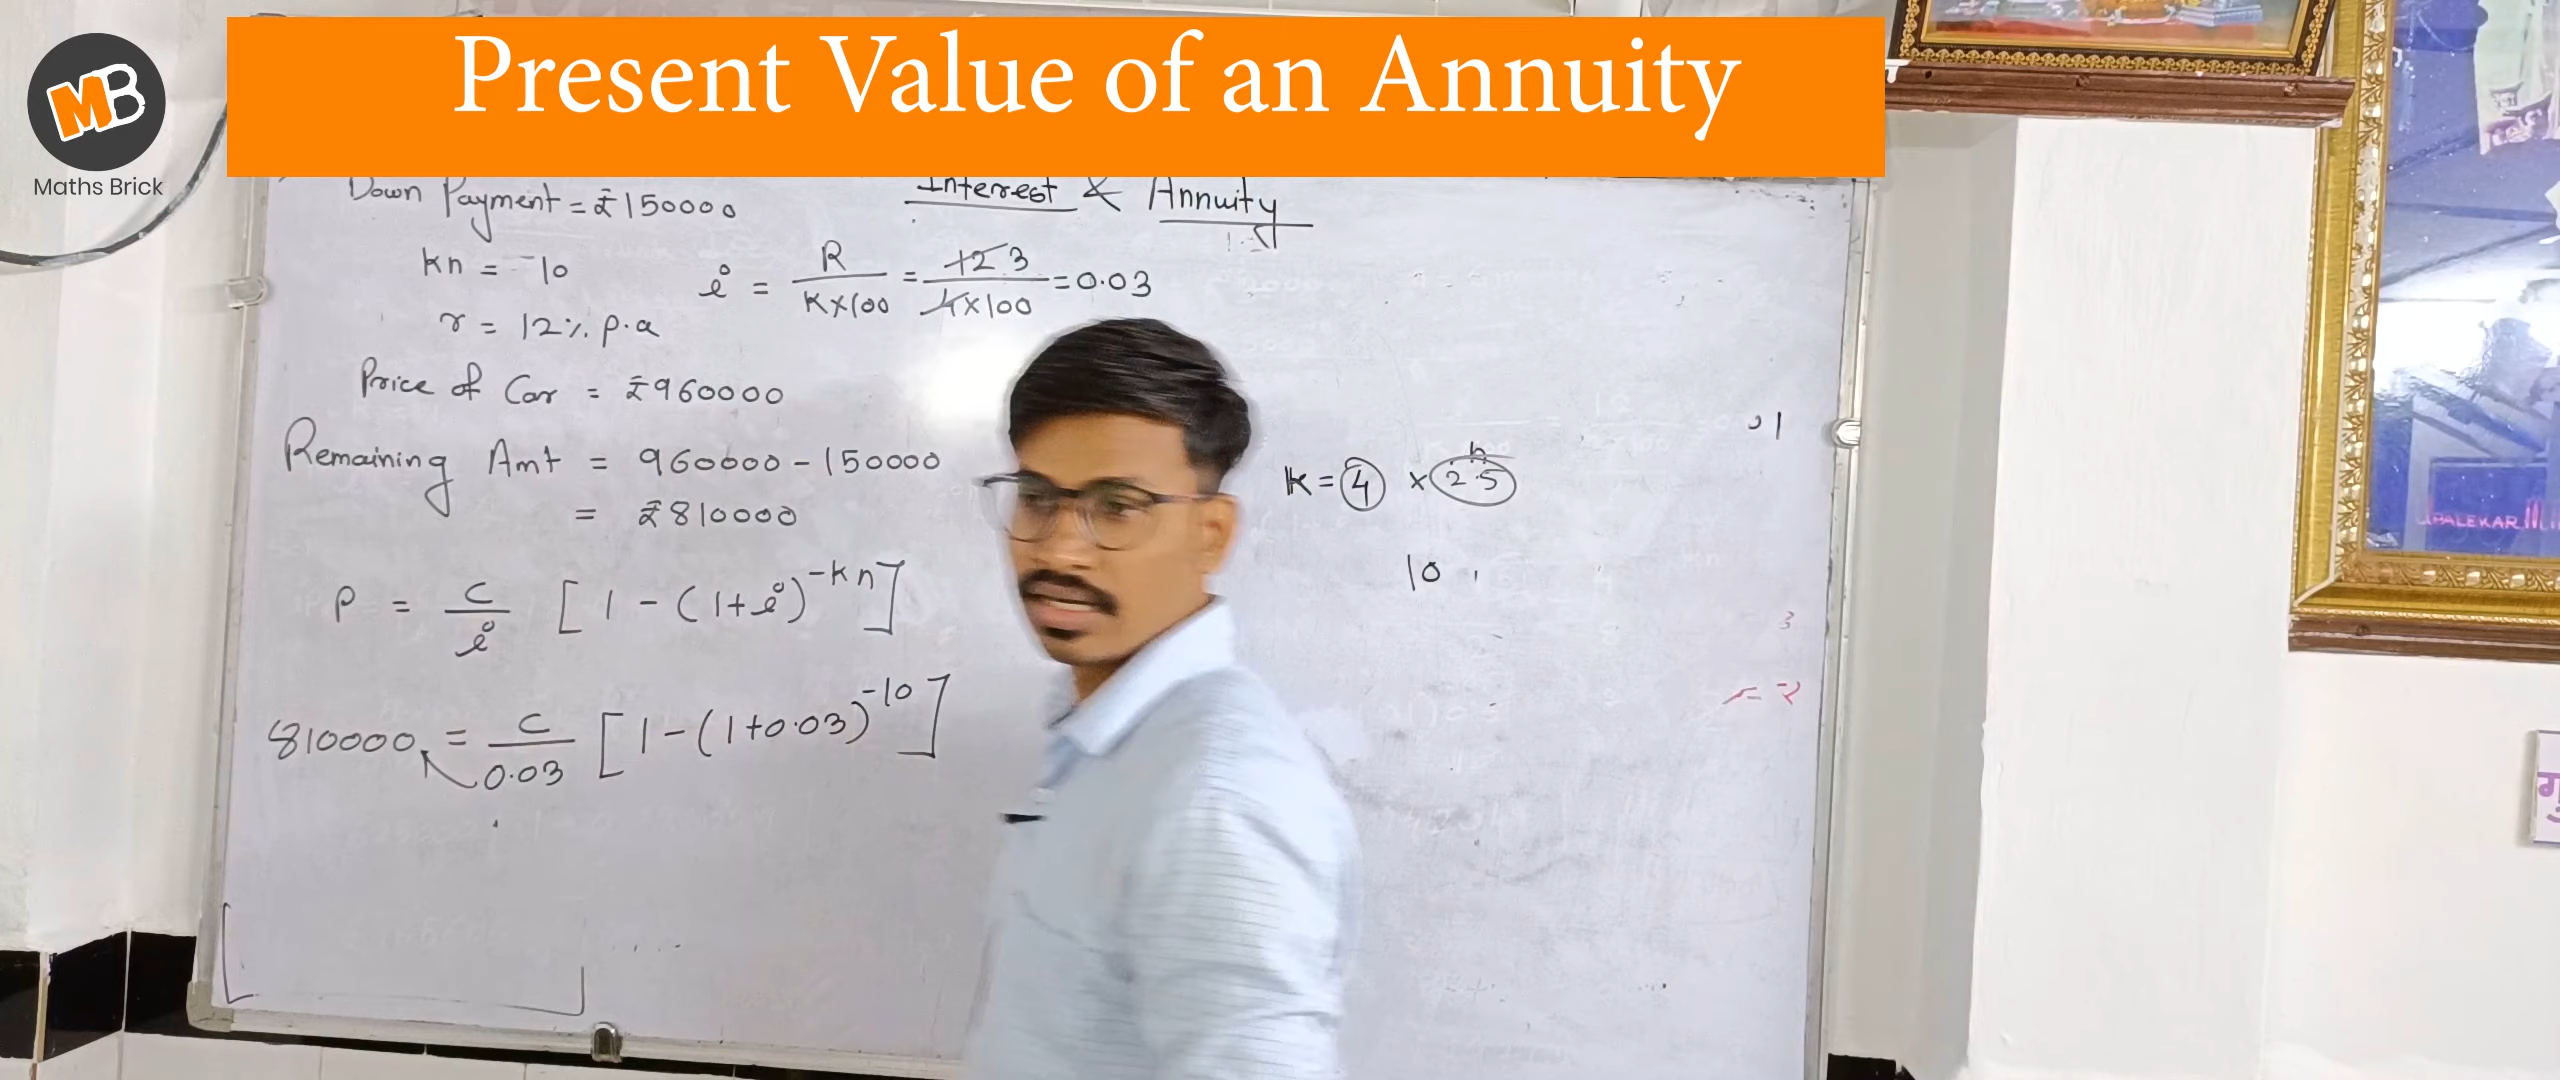 Present Value of an Annuity
MB
Maths Brick
Interest & Annuity
Down Payment = ₹150000
kn = 10
i = R / K×100 = 12 3 / 4×100 = 0.03
r = 12% p.a
Price of Car = ₹960000
Remaining Amt = 960000 - 150000
= ₹810000
P = C / i [1 - (1+i)^-kn]
810000 = C / 0.03 [1-(1+0.03)^-10]
k = 4 × 2.5
n
10
PALEKAR